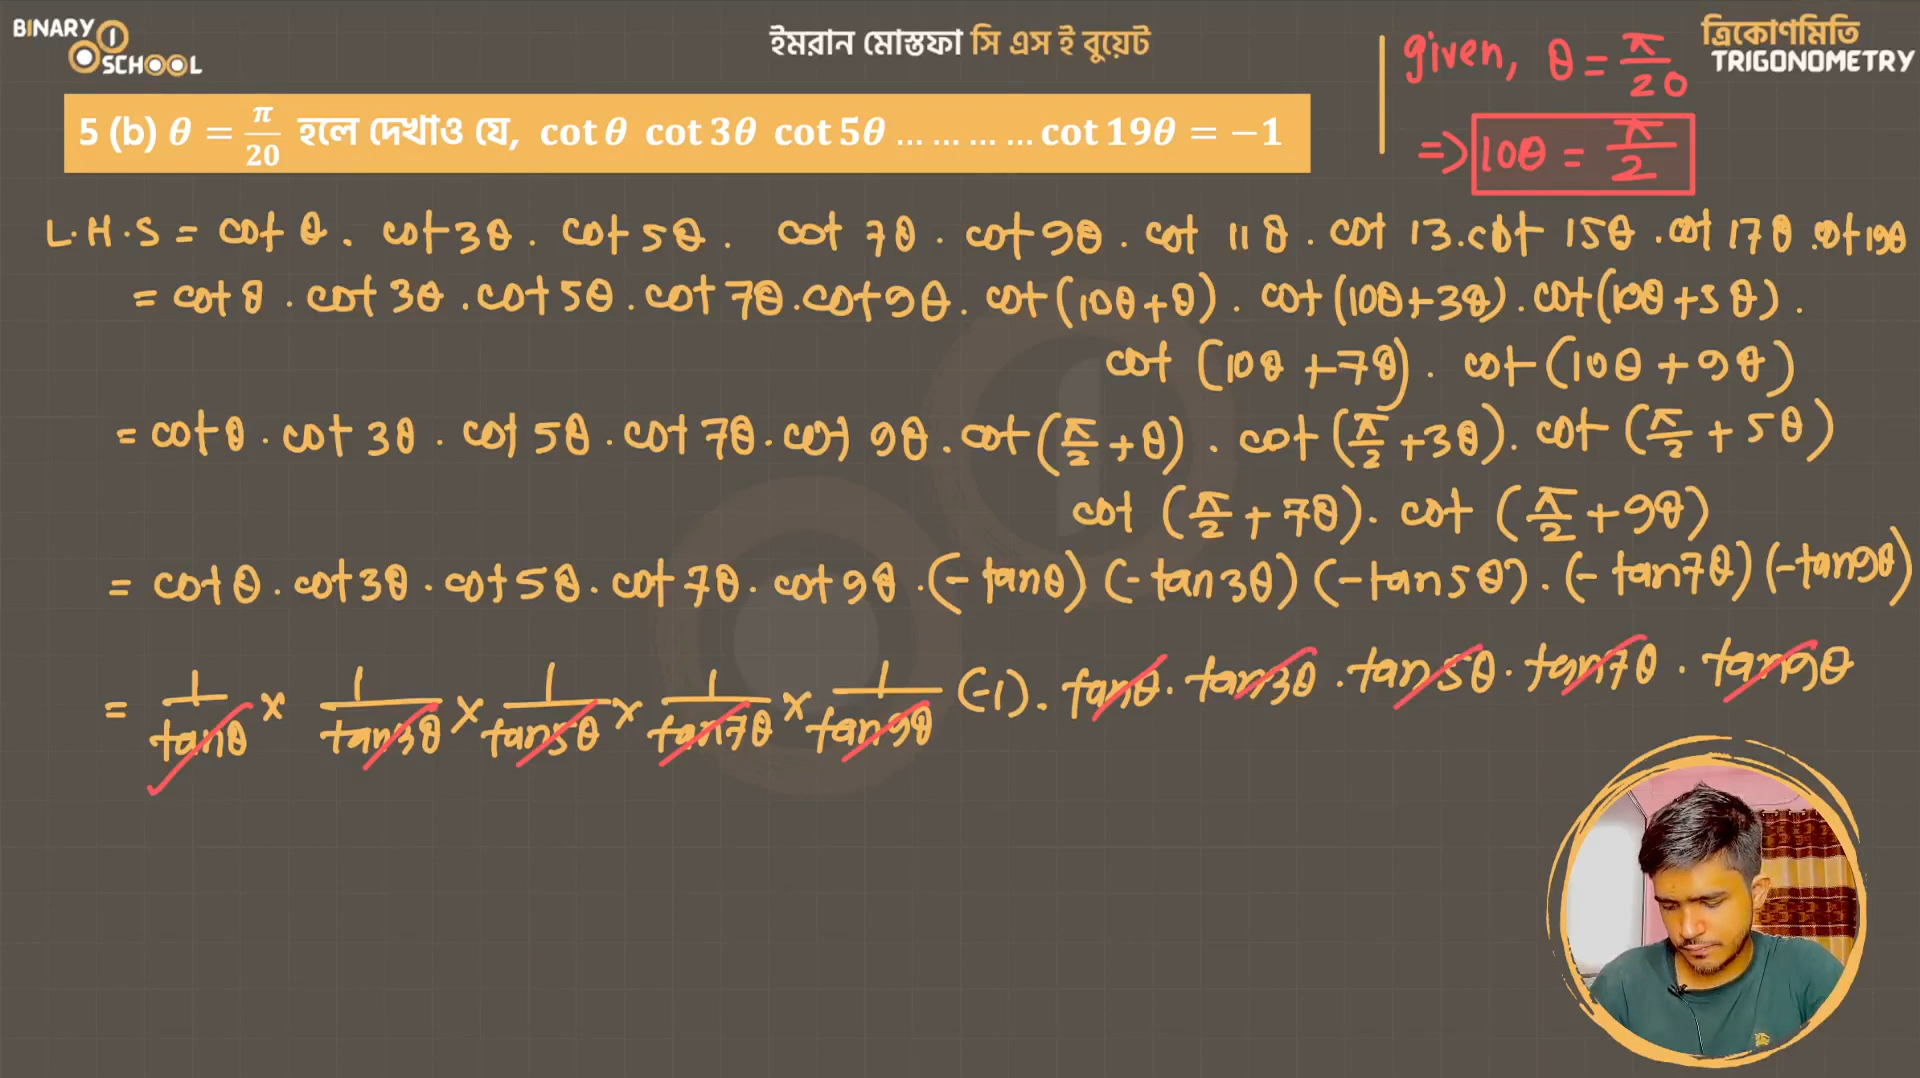 BINARY SCHOOL
ইমরান মোস্তফা সি এস ই বুয়েট
ত্রিকোণমিতি
TRIGONOMETRY
given, θ = π/20
=> 10θ = π/2
5 (b) θ = π/20 হলে দেখাও যে, cot θ cot 3θ cot 5θ ... ... ... ... cot 19θ = −1
L.H.S = cot θ . cot 3θ . cot 5θ . cot 7θ . cot 9θ . cot 11θ . cot 13 . cot 15θ . cot 17θ . cot 19θ
= cot θ . cot 3θ . cot 5θ . cot 7θ . cot 9θ . cot (10θ + θ) . cot (10θ + 3θ) . cot (10θ + 5θ) .
cot (10θ + 7θ) . cot (10θ + 9θ)
= cot θ . cot 3θ . cot 5θ . cot 7θ . cot 9θ . cot (π/2 + θ) . cot (π/2 + 3θ) . cot (π/2 + 5θ)
cot (π/2 + 7θ) . cot (π/2 + 9θ)
= cot θ . cot 3θ . cot 5θ . cot 7θ . cot 9θ . (- tan θ) (- tan 3θ) (- tan 5θ) . (- tan 7θ) (- tan 9θ)
= 1/tan θ × 1/tan 3θ × 1/tan 5θ × 1/tan 7θ × 1/tan 9θ (-1) . tan θ . tan 3θ . tan 5θ . tan 7θ . tan 9θ